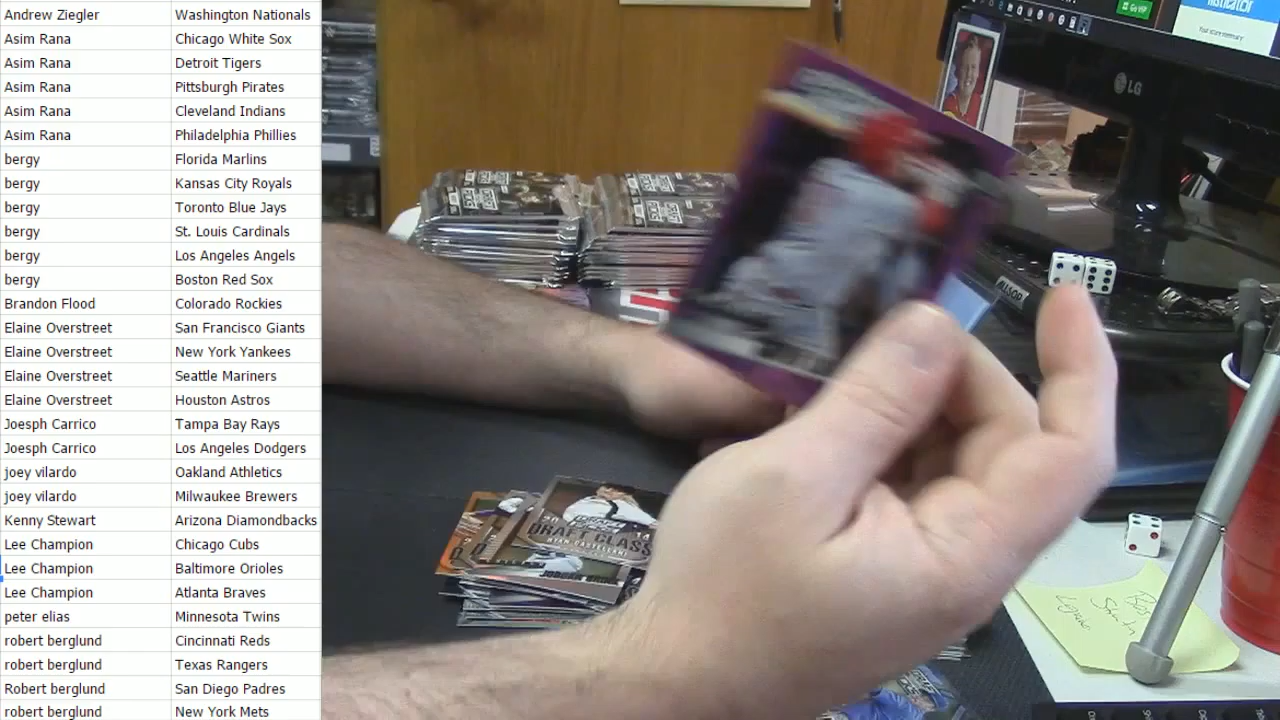 Andrew Ziegler Washington Nationals
Asim Rana Chicago White Sox
Asim Rana Detroit Tigers
Asim Rana Pittsburgh Pirates
Asim Rana Cleveland Indians
Asim Rana Philadelphia Phillies
bergy Florida Marlins
bergy Kansas City Royals
bergy Toronto Blue Jays
bergy St. Louis Cardinals
bergy Los Angeles Angels
bergy Boston Red Sox
Brandon Flood Colorado Rockies
Elaine Overstreet San Francisco Giants
Elaine Overstreet New York Yankees
Elaine Overstreet Seattle Mariners
Elaine Overstreet Houston Astros
Joesph Carrico Tampa Bay Rays
Joesph Carrico Los Angeles Dodgers
joey vilardo Oakland Athletics
joey vilardo Milwaukee Brewers
Kenny Stewart Arizona Diamondbacks
Lee Champion Chicago Cubs
Lee Champion Baltimore Orioles
Lee Champion Atlanta Braves
peter elias Minnesota Twins
robert berglund Cincinnati Reds
robert berglund Texas Rangers
Robert berglund San Diego Padres
robert berglund New York Mets
Go VIP
LG
ALLSOP
DRAFT CLASS
RYAN CASTELLANI
JORDAN